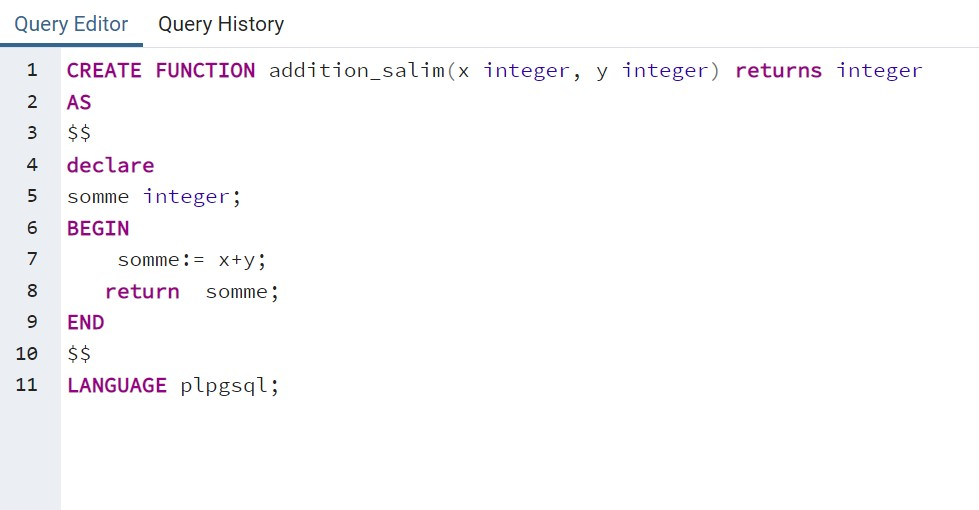 Query Editor Query History
1 CREATE FUNCTION addition_salim(x integer, y integer) returns integer
2 AS
3 $$
4 declare
5 somme integer;
6 BEGIN
7 somme:= x+y;
8 return  somme;
9 END
10 $$
11 LANGUAGE plpgsql;